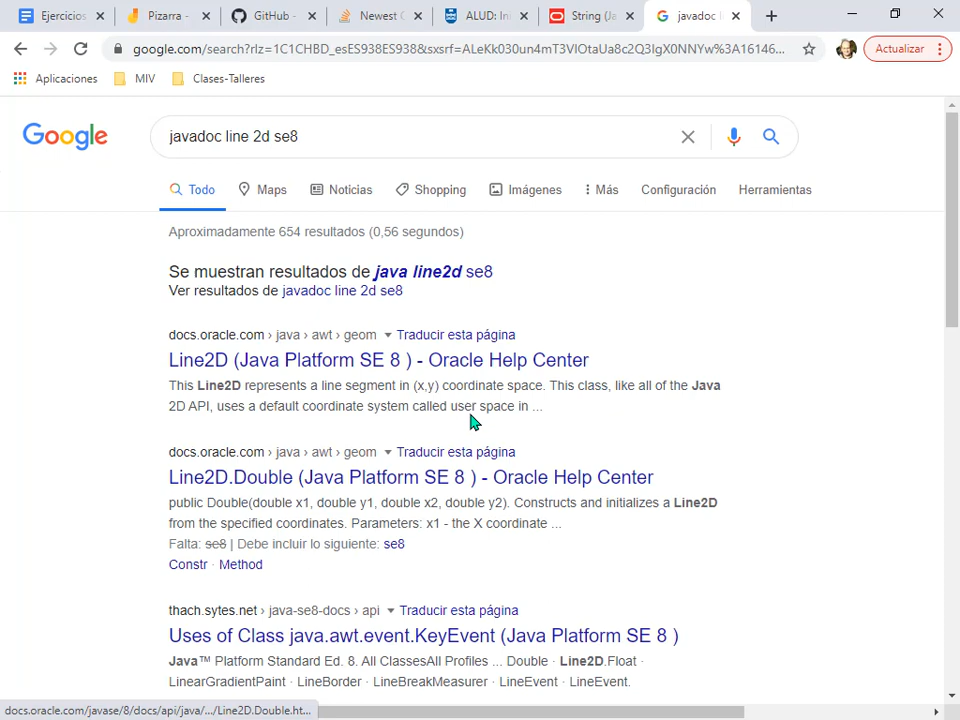 Ejercicios
Pizarra -
GitHub -
Newest Q
ALUD: Ini
String (Ja
javadoc li
google.com/search?rlz=1C1CHBD_esES938ES938&sxsrf=ALeKk030un4mT3VIOtaUa8c2Q3IgX0NNYw%3A16146...
Actualizar
Aplicaciones
MIV
Clases-Talleres
Google
javadoc line 2d se8
Todo
Maps
Noticias
Shopping
Imágenes
Más
Configuración
Herramientas
Aproximadamente 654 resultados (0,56 segundos)
Se muestran resultados de java line2d se8
Ver resultados de javadoc line 2d se8
docs.oracle.com › java › awt › geom Traducir esta página
Line2D (Java Platform SE 8 ) - Oracle Help Center
This Line2D represents a line segment in (x,y) coordinate space. This class, like all of the Java
2D API, uses a default coordinate system called user space in ...
docs.oracle.com › java › awt › geom Traducir esta página
Line2D.Double (Java Platform SE 8 ) - Oracle Help Center
public Double(double x1, double y1, double x2, double y2). Constructs and initializes a Line2D
from the specified coordinates. Parameters: x1 - the X coordinate ...
Falta: se8 | Debe incluir lo siguiente: se8
Constr · Method
thach.sytes.net › java-se8-docs › api Traducir esta página
Uses of Class java.awt.event.KeyEvent (Java Platform SE 8 )
Java™ Platform Standard Ed. 8. All ClassesAll Profiles ... Double · Line2D.Float ·
LinearGradientPaint · LineBorder · LineBreakMeasurer · LineEvent · LineEvent.
docs.oracle.com/javase/8/docs/api/java/.../Line2D.Double.ht...